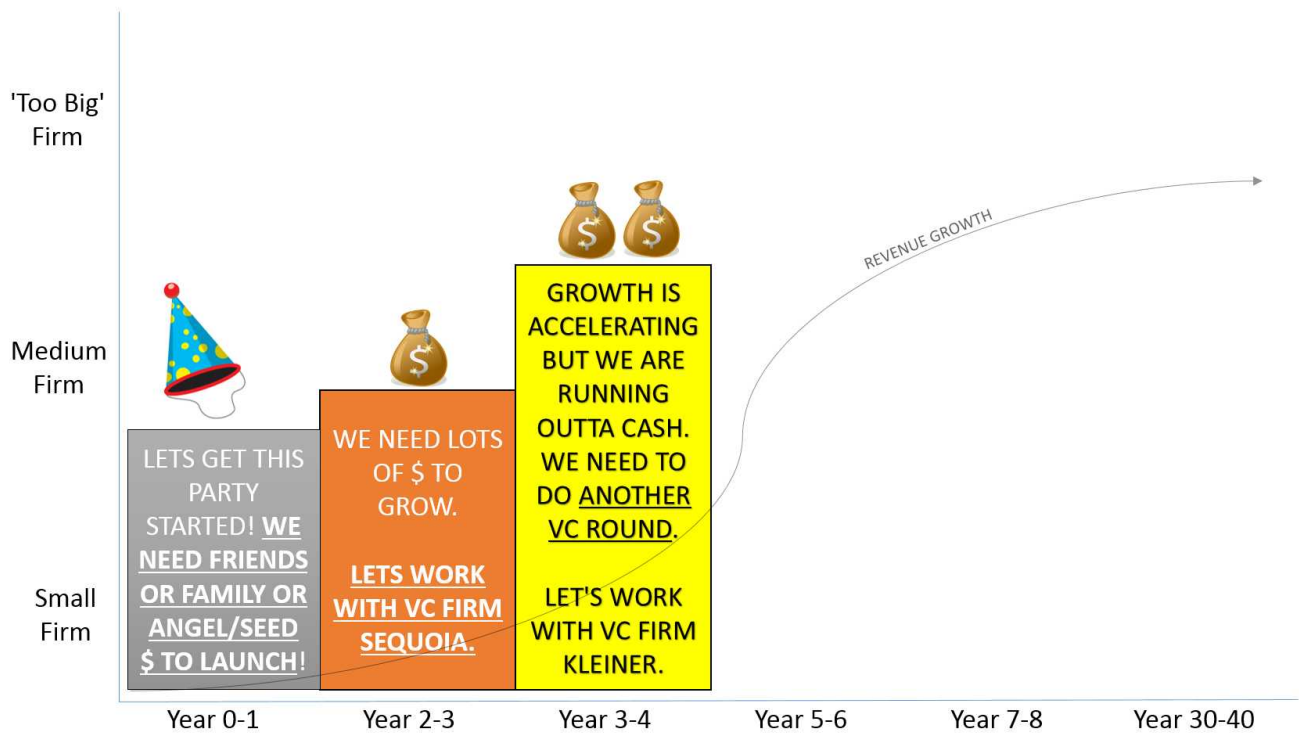 'Too Big'
Firm
Medium
Firm
Small
Firm
$
$ $
REVENUE GROWTH
LETS GET THIS
PARTY
STARTED! WE
NEED FRIENDS
OR FAMILY OR
ANGEL/SEED
$ TO LAUNCH!
WE NEED LOTS
OF $ TO
GROW.
LETS WORK
WITH VC FIRM
SEQUOIA.
GROWTH IS
ACCELERATING
BUT WE ARE
RUNNING
OUTTA CASH.
WE NEED TO
DO ANOTHER
VC ROUND.
LET'S WORK
WITH VC FIRM
KLEINER.
Year 0-1 Year 2-3 Year 3-4 Year 5-6 Year 7-8 Year 30-40